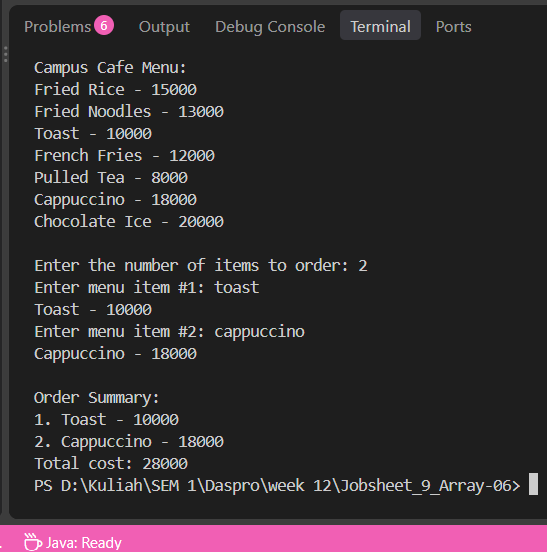 Problems 6 Output Debug Console Terminal Ports
Campus Cafe Menu:
Fried Rice - 15000
Fried Noodles - 13000
Toast - 10000
French Fries - 12000
Pulled Tea - 8000
Cappuccino - 18000
Chocolate Ice - 20000
Enter the number of items to order: 2
Enter menu item #1: toast
Toast - 10000
Enter menu item #2: cappuccino
Cappuccino - 18000
Order Summary:
1. Toast - 10000
2. Cappuccino - 18000
Total cost: 28000
PS D:\Kuliah\SEM 1\Daspro\week 12\Jobsheet_9_Array-06>
Java: Ready